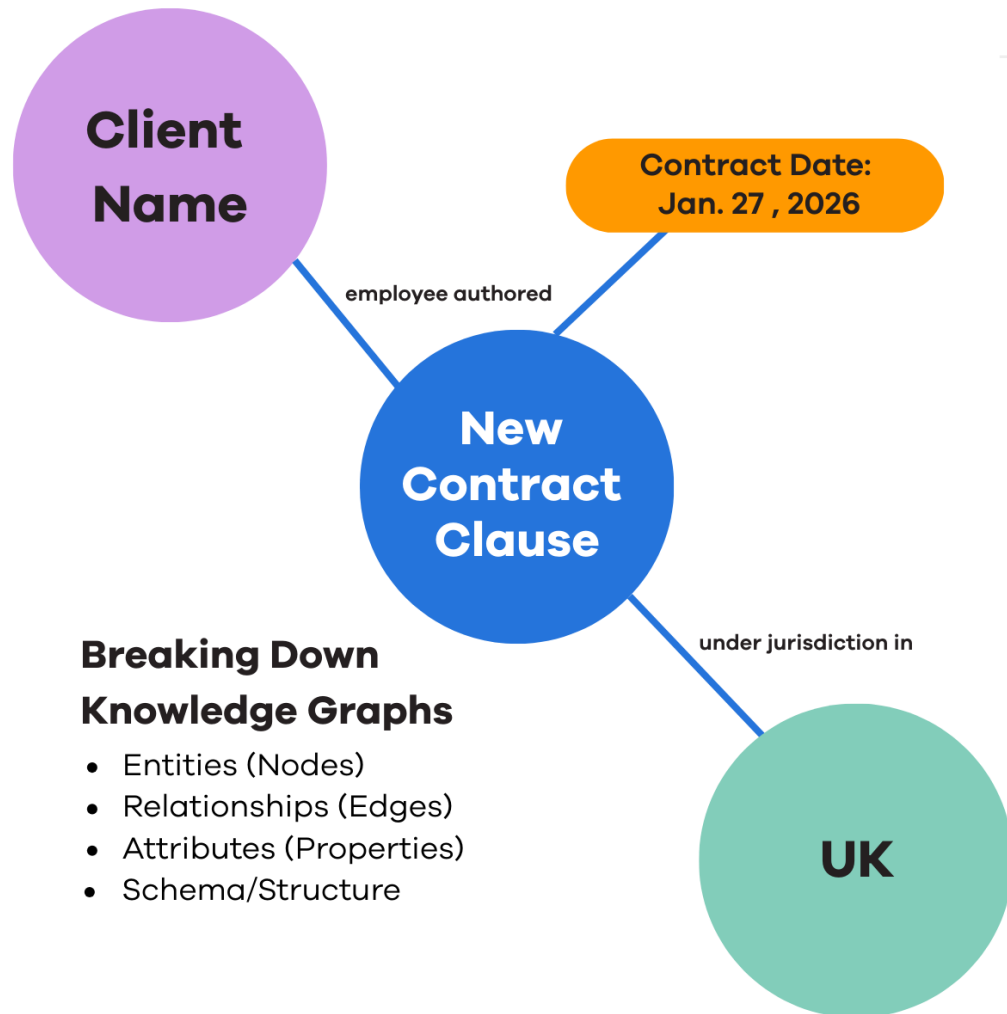 Client
Name
Contract Date:
Jan. 27 , 2026
employee authored
New
Contract
Clause
under jurisdiction in
Breaking Down
Knowledge Graphs
• Entities (Nodes)
• Relationships (Edges)
• Attributes (Properties)
• Schema/Structure
UK